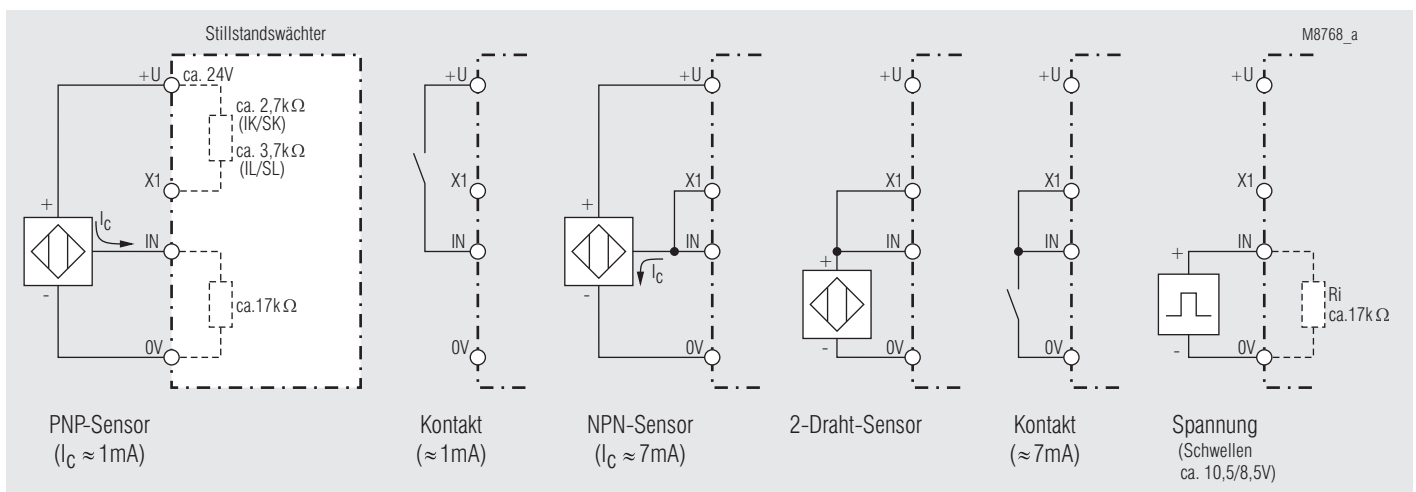 Stillstandswächter
M8768_a
+U
ca. 24V
ca. 2,7kΩ
(IK/SK)
ca. 3,7kΩ
(IL/SL)
X1
+
IC
IN
-
ca.17kΩ
0V
PNP-Sensor
(IC ≈ 1mA)
+U
X1
IN
0V
Kontakt
(≈1mA)
+U
X1
+
IN
IC
-
0V
NPN-Sensor
(IC ≈ 7mA)
+U
X1
IN
+
-
0V
2-Draht-Sensor
+U
X1
IN
0V
Kontakt
(≈7mA)
+U
X1
IN
+
Ri
ca.17kΩ
-
0V
Spannung
(Schwellen
ca. 10,5/8,5V)